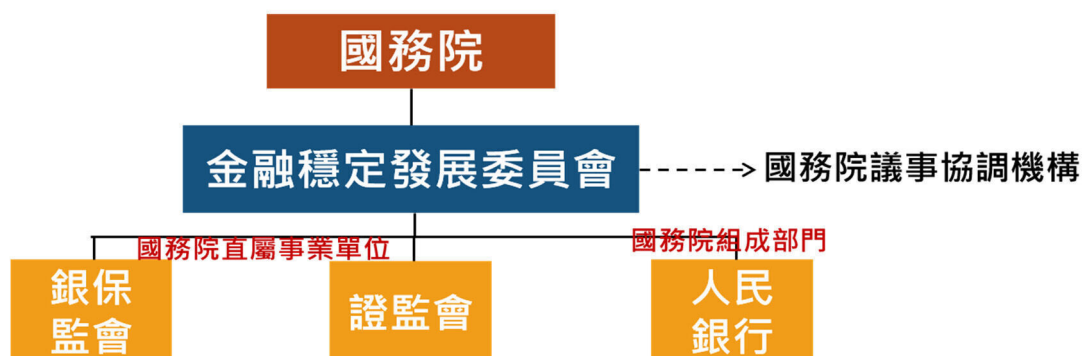 國務院
金融穩定發展委員會
國務院議事協調機構
國務院直屬事業單位
國務院組成部門
銀保
監會
證監會
人民
銀行